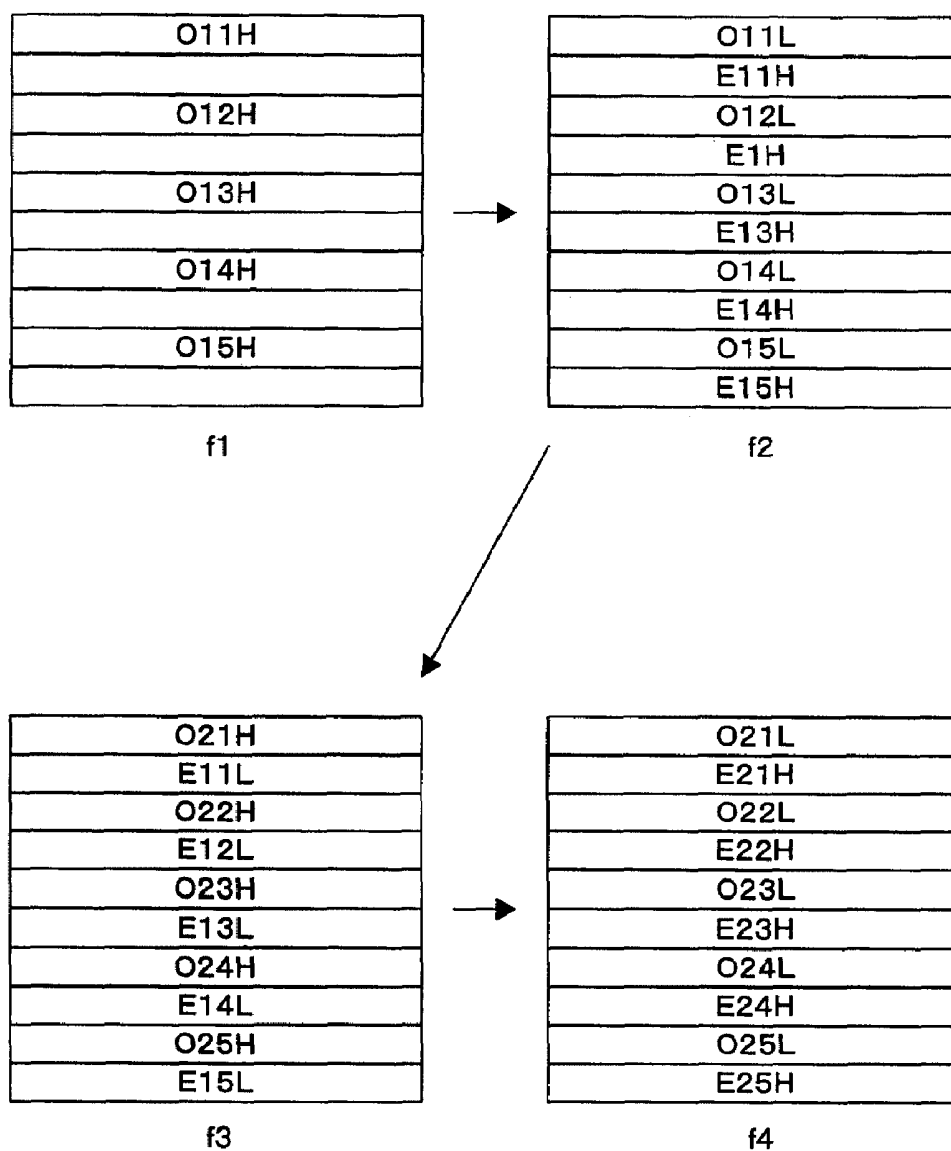 O11H
O12H
O13H
O14H
O15H
f1
O11L
E11H
O12L
E1H
O13L
E13H
O14L
E14H
O15L
E15H
f2
O21H
E11L
O22H
E12L
O23H
E13L
O24H
E14L
O25H
E15L
f3
O21L
E21H
O22L
E22H
O23L
E23H
O24L
E24H
O25L
E25H
f4